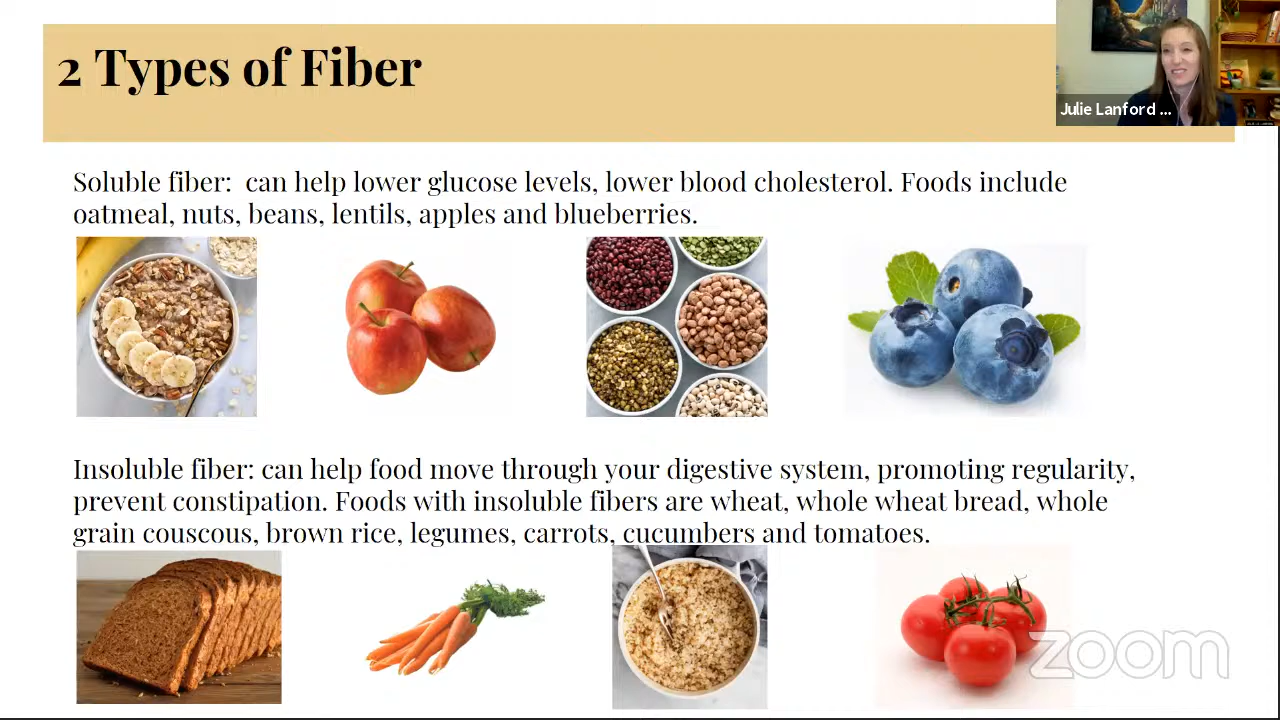 2 Types of Fiber
Julie Lanford ...
Soluble fiber:  can help lower glucose levels, lower blood cholesterol. Foods include
oatmeal, nuts, beans, lentils, apples and blueberries.
Insoluble fiber: can help food move through your digestive system, promoting regularity,
prevent constipation. Foods with insoluble fibers are wheat, whole wheat bread, whole
grain couscous, brown rice, legumes, carrots, cucumbers and tomatoes.
zoom